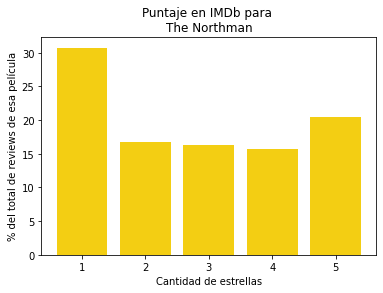 Puntaje en IMDb para
The Northman
% del total de reviews de esa película
30
25
20
15
10
5
0
1 2 3 4 5
Cantidad de estrellas